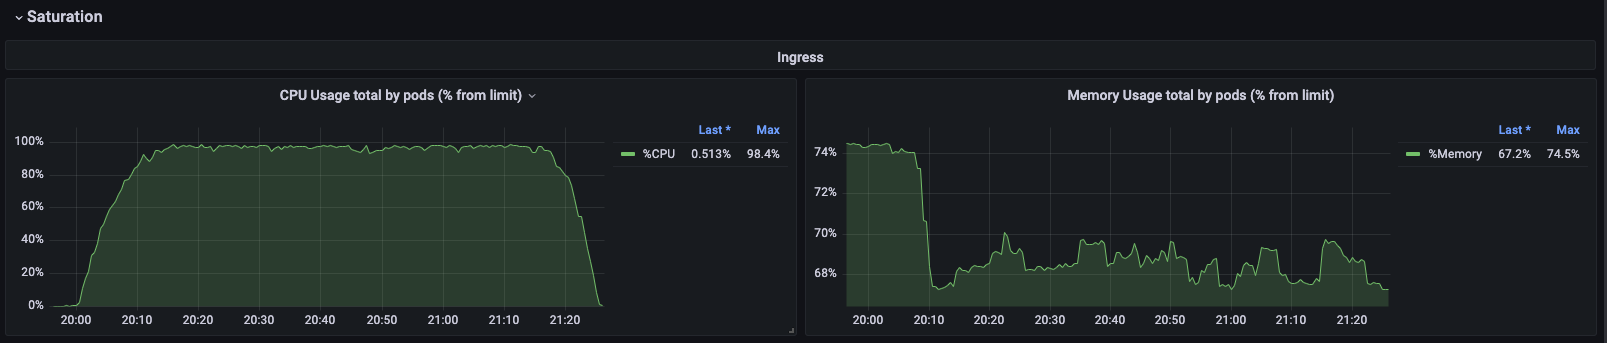 Saturation
Ingress
CPU Usage total by pods (% from limit)
Last * Max
%CPU 0.513% 98.4%
100%
80%
60%
40%
20%
0%
20:00 20:10 20:20 20:30 20:40 20:50 21:00 21:10 21:20
Memory Usage total by pods (% from limit)
Last * Max
%Memory 67.2% 74.5%
74%
72%
70%
68%
20:00 20:10 20:20 20:30 20:40 20:50 21:00 21:10 21:20